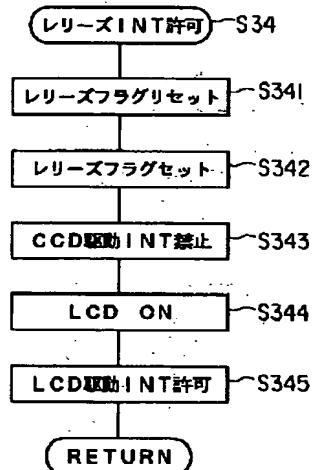 レリーズINT許可 S34
レリーズフラグリセット S341
レリーズフラグセット S342
CCD駆動INT禁止 S343
LCD ON S344
LCD駆動INT許可 S345
RETURN